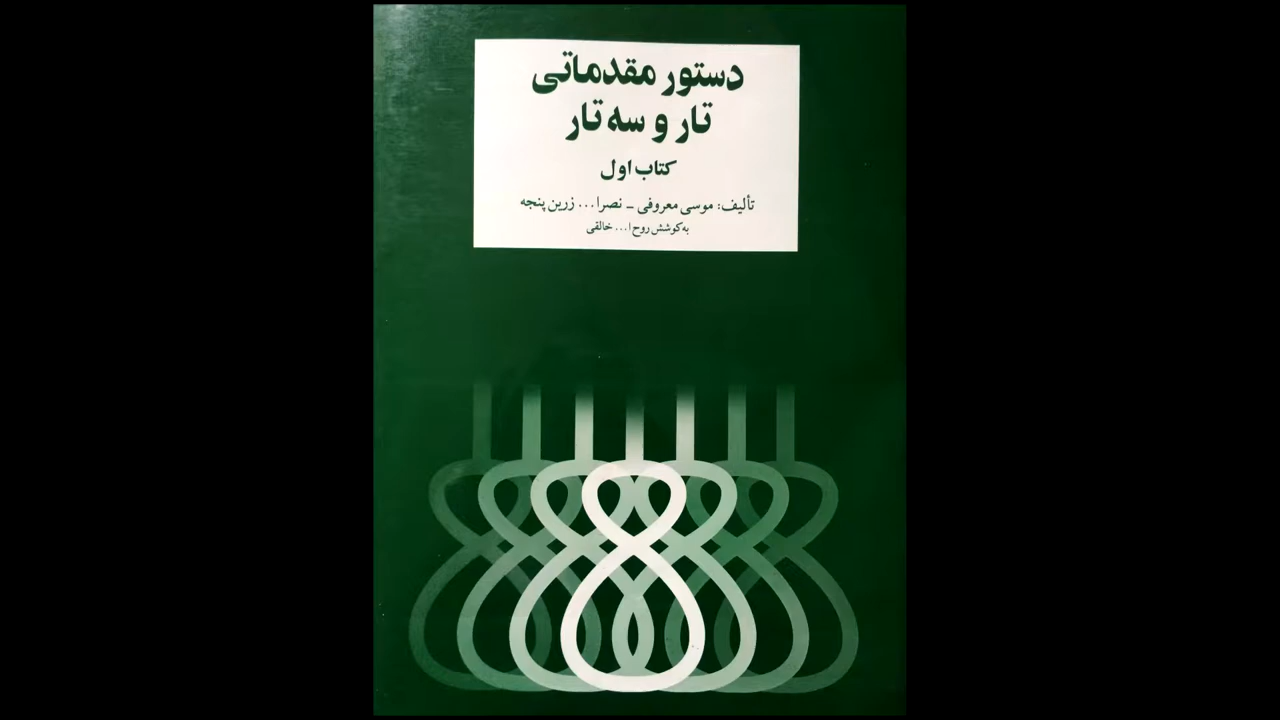 دستور مقدماتی
تار و سه تار
کتاب اول
تألیف: موسی معروفی ـ نصرا... زرین پنجه
به کوشش روح ا... خالقی